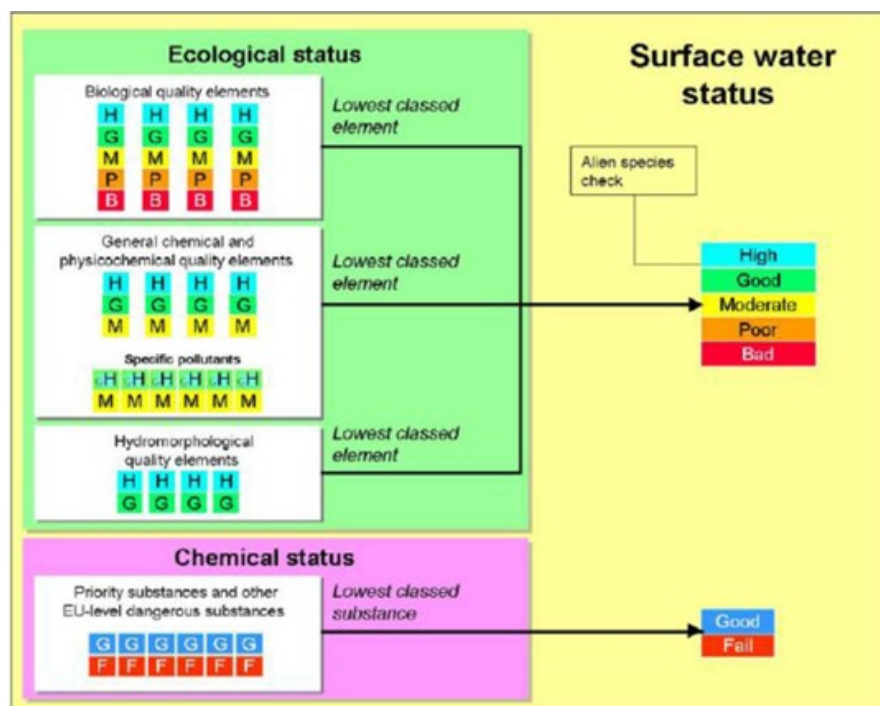 Ecological status
Surface water
status
Biological quality elements
H H H H
G G G G
M M M M
P P P P
B B B B
Lowest classed
element
Alien species
check
General chemical and
physicochemical quality elements
H H H H
G G G G
M M M M
Lowest classed
element
High
Good
Moderate
Poor
Bad
Specific pollutants
H H H H H H
M M M M M M
Hydromorphological
quality elements
H H H H
G G G G
Lowest classed
element
Chemical status
Priority substances and other
EU-level dangerous substances
G G G G G G
F F F F F F
Lowest classed
substance
Good
Fail